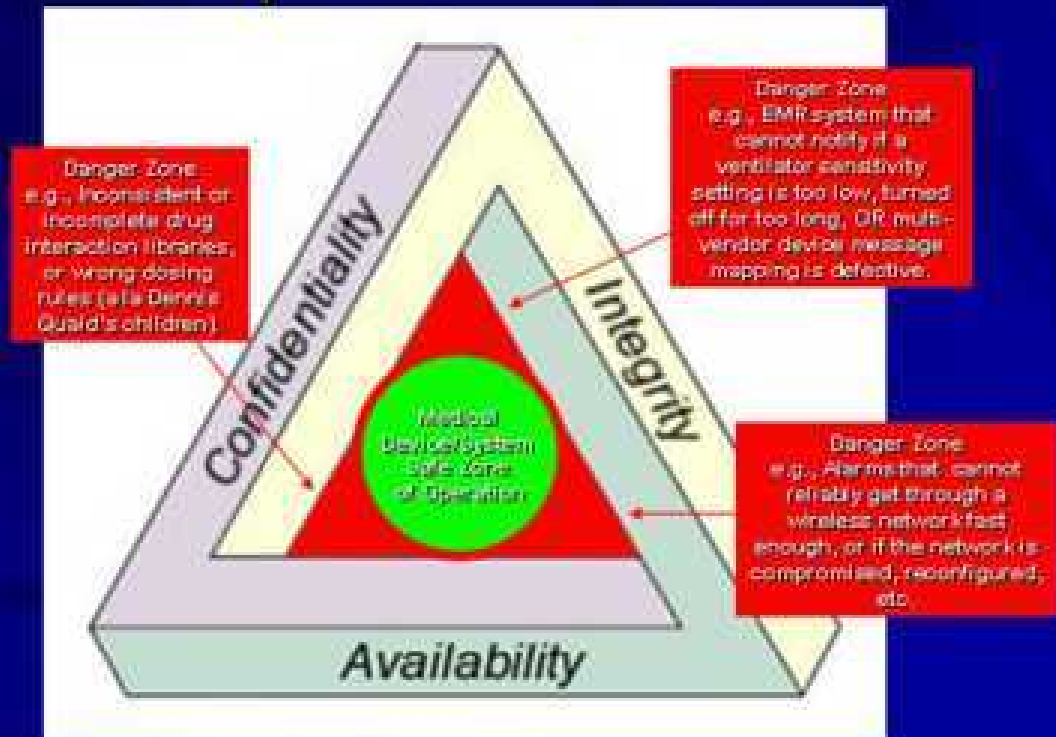 Danger Zone
e.g., Inconsistent or
incomplete drug
interaction libraries,
or wrong dosing
rules (a la Dennis
Quaid's children)
Danger Zone
e.g., EMR system that
cannot notify if a
ventilator sensitivity
setting is too low, turned
off for too long, OR multi-
vendor device message
mapping is defective.
Confidentiality
Integrity
Medical
Device/system
Safe Zone
of Operation
Danger Zone
e.g., Alarms that cannot
reliably get through a
wireless network fast
enough, or if the network is
compromised, reconfigured,
etc
Availability